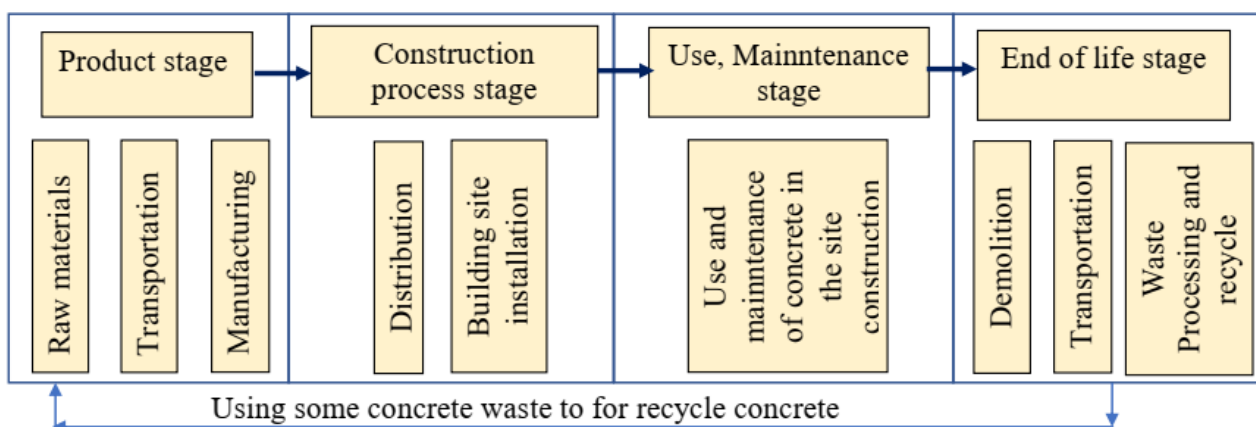 Product stage
Construction
process stage
Use, Mainntenance
stage
End of life stage
Raw materials
Transportation
Manufacturing
Distribution
Building site
installation
Use and
mainntenance
of concrete in
the site
construction
Demolition
Transportation
Waste
Processing and
recycle
Using some concrete waste to for recycle concrete